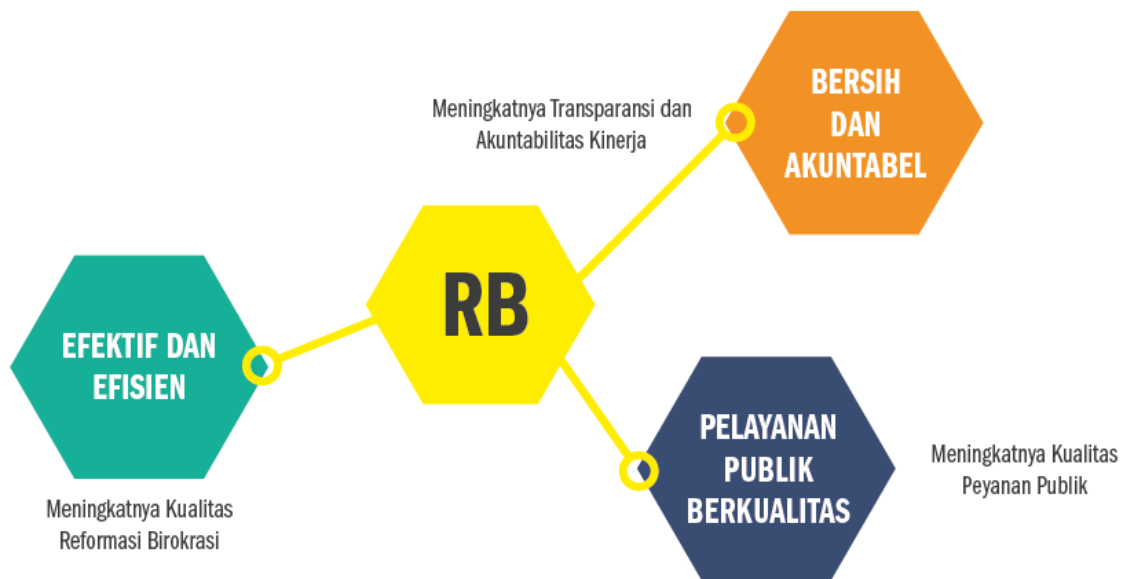 BERSIH
DAN
AKUNTABEL
Meningkatnya Transparansi dan
Akuntabilitas Kinerja
RB
EFEKTIF DAN
EFISIEN
Meningkatnya Kualitas
Reformasi Birokrasi
PELAYANAN
PUBLIK
BERKUALITAS
Meningkatnya Kualitas
Peyanan Publik